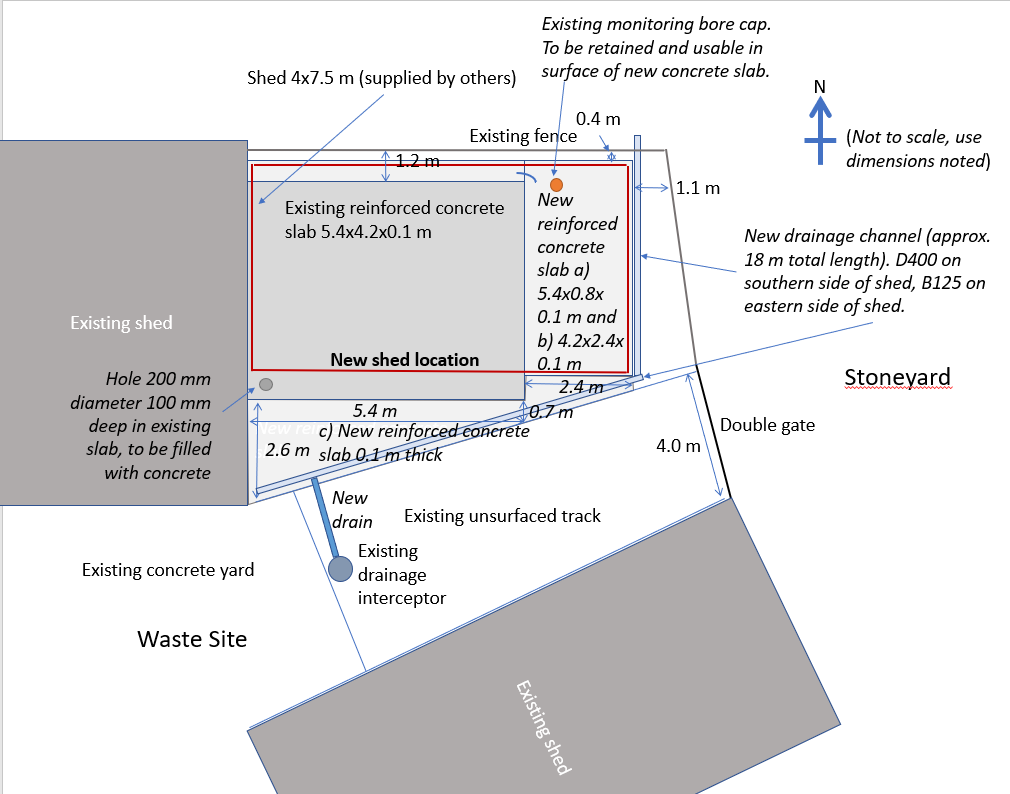 Existing monitoring bore cap.
To be retained and usable in
surface of new concrete slab.
Shed 4x7.5 m (supplied by others)
N
0.4 m
Existing fence
(Not to scale, use
dimensions noted)
1.2 m
1.1 m
Existing reinforced concrete
slab 5.4x4.2x0.1 m
New
reinforced
concrete
slab a)
5.4x0.8x
0.1 m and
b) 4.2x2.4x
0.1 m
New drainage channel (approx.
18 m total length). D400 on
southern side of shed, B125 on
eastern side of shed.
Existing shed
New shed location
Hole 200 mm
diameter 100 mm
deep in existing
slab, to be filled
with concrete
2.4 m
Stoneyard
5.4 m
0.7 m
New rei
c) New reinforced concrete
slab 0.1 m thick
2.6 m
4.0 m
Double gate
New
drain
Existing unsurfaced track
Existing
drainage
interceptor
Existing concrete yard
Waste Site
Existing shed